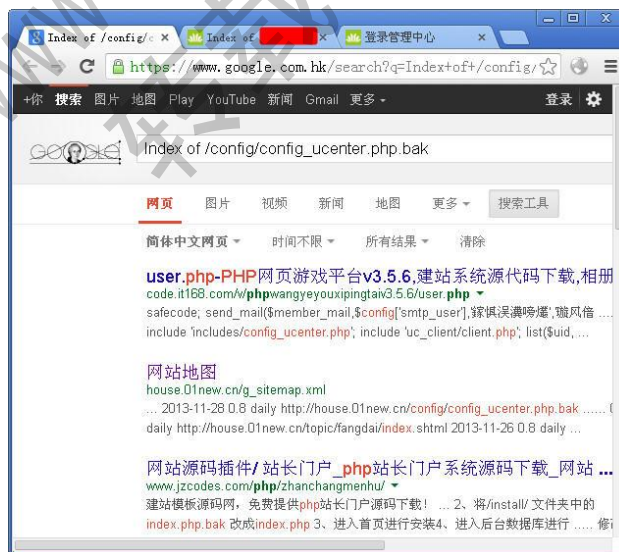 Index of /config/c
Index of
登录管理中心
https://www.google.com.hk/search?q=Index+of+/config/
+你 搜索 图片 地图 Play YouTube 新闻 Gmail 更多 登录
GOOGLE
Index of /config/config_ucenter.php.bak
网页 图片 视频 新闻 地图 更多 搜索工具
简体中文网页 时间不限 所有结果 清除
user.php-PHP网页游戏平台v3.5.6,建站系统源代码下载,相册
code.it168.com/w/phpwangyeyouxipingtaiv3.5.6/user.php
safecode; send_mail($member_mail,$config['smtp_user'],
include 'includes/config_ucenter.php'; include 'uc_client/client.php'; list($uid, ...
网站地图
house.01new.cn/g_sitemap.xml
... 2013-11-28 0.8 daily http://house.01new.cn/config/config_ucenter.php.bak ......
daily http://house.01new.cn/topic/fangdai/index.shtml 2013-11-26 0.8 daily ...
网站源码插件/ 站长门户_php站长门户系统源码下载_网站 ...
www.jzcodes.com/php/zhanchangmenhu/
建站模板源码网，免费提供php站长门户源码下载！ ... 2、将/install/ 文件夹中的
index.php.bak 改成index.php 3、进入首页进行安装4、进入后台数据库进行 .....